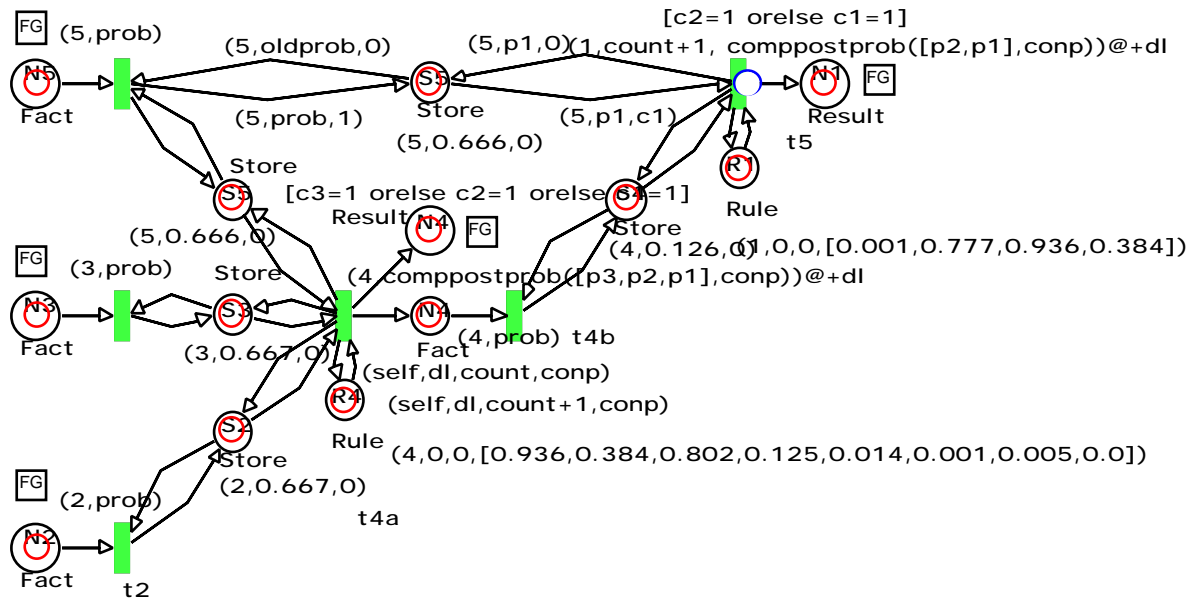 [c2=1 orelse c1=1]
FG
(5,prob)
(5,oldprob,0)
(5,p1,0)
(1,count+1, comppostprob([p2,p1],conp))@+dl
N5
S5
N1
FG
Fact
(5,prob,1)
Store
(5,p1,c1)
Result
(5,0.666,0)
t5
Store
R1
S5
[c3=1 orelse c2=1 orelse c1=1]
S4
Result
N4
FG
Rule
(5,0.666,0)
Store
(4,0.126,0)
(1,0,0,[0.001,0.777,0.936,0.384])
FG
(3,prob)
Store
(4,comppostprob([p3,p2,p1],conp))@+dl
N3
S3
N4
Fact
(3,0.667,0)
Fact
(4,prob)
t4b
(self,dl,count,conp)
R4
(self,dl,count+1,conp)
S2
Rule
(4,0,0,[0.936,0.384,0.802,0.125,0.014,0.001,0.005,0.0])
Store
FG
(2,prob)
(2,0.667,0)
t4a
N2
Fact
t2